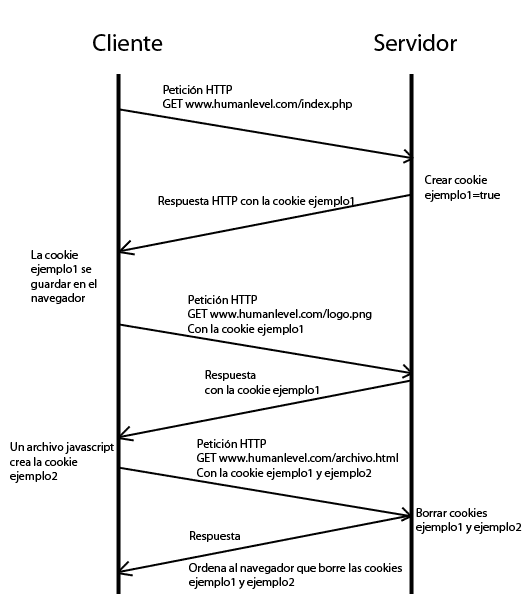 Cliente
Servidor
Petición HTTP
GET www.humanlevel.com/index.php
Crear cookie
ejemplo1=true
Respuesta HTTP con la cookie ejemplo1
La cookie
ejemplo1 se
guardar en el
navegador
Petición HTTP
GET www.humanlevel.com/logo.png
Con la cookie ejemplo1
Respuesta
con la cookie ejemplo1
Un archivo javascript
crea la cookie
ejemplo2
Petición HTTP
GET www.humanlevel.com/archivo.html
Con la cookie ejemplo1 y ejemplo2
Borrar cookies
ejemplo1 y ejemplo2
Respuesta
Ordena al navegador que borre las cookies
ejemplo1 y ejemplo2